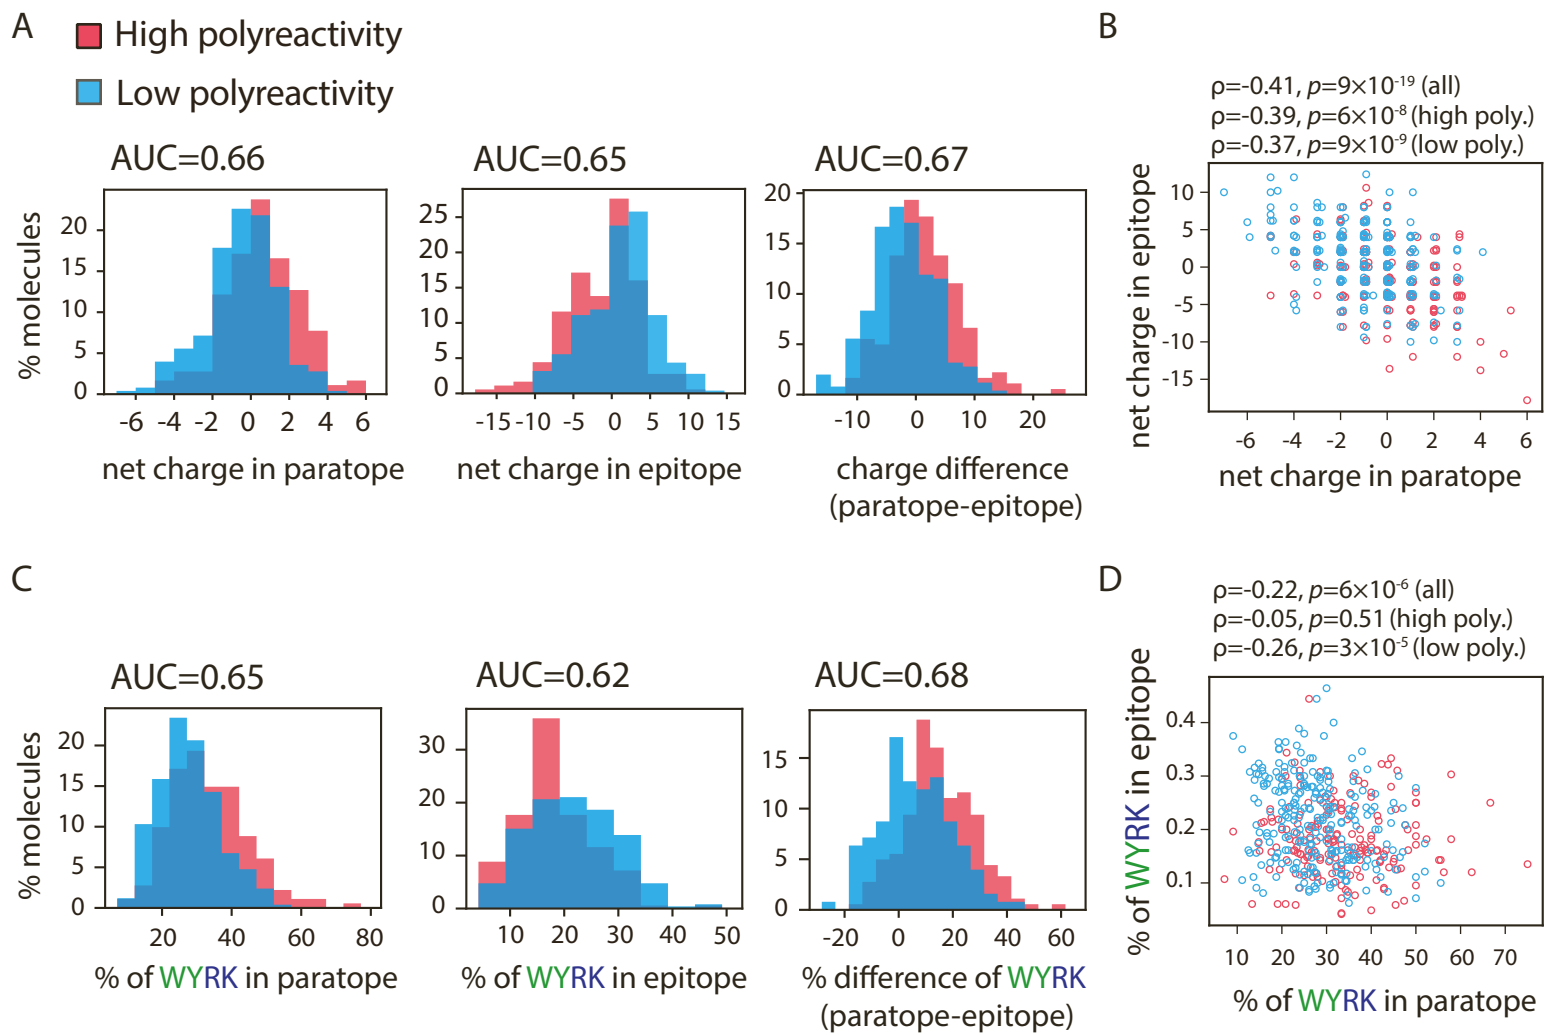 A
High polyreactivity
Low polyreactivity
AUC=0.66
20
15
10
5
0
% molecules
-6 -4 -2 0 2 4 6
net charge in paratope
AUC=0.65
25
20
15
10
5
0
-15 -10 -5 0 5 10 15
net charge in epitope
AUC=0.67
20
15
10
5
0
-10 0 10 20
charge difference
(paratope-epitope)
B
ρ=-0.41, p=9×10⁻¹⁹ (all)
ρ=-0.39, p=6×10⁻⁸ (high poly.)
ρ=-0.37, p=9×10⁻⁹ (low poly.)
net charge in epitope
10
5
0
-5
-10
-15
-6 -4 -2 0 2 4 6
net charge in paratope
C
AUC=0.65
% molecules
20
15
10
5
0
20 40 60 80
% of WYRK in paratope
AUC=0.62
30
20
10
0
10 20 30 40 50
% of WYRK in epitope
AUC=0.68
15
10
5
0
-20 0 20 40 60
% difference of WYRK
(paratope-epitope)
D
ρ=-0.22, p=6×10⁻⁶ (all)
ρ=-0.05, p=0.51 (high poly.)
ρ=-0.26, p=3×10⁻⁵ (low poly.)
% of WYRK in epitope
0.4
0.3
0.2
0.1
10 20 30 40 50 60 70
% of WYRK in paratope